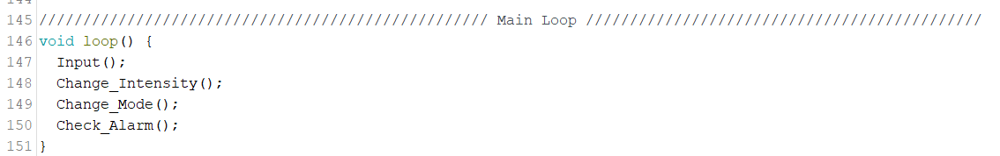 145 /////////////////////////////////////////////////// Main Loop /////////////////////////////////////////////
146 void loop() {
147   Input();
148   Change_Intensity();
149   Change_Mode();
150   Check_Alarm();
151 }